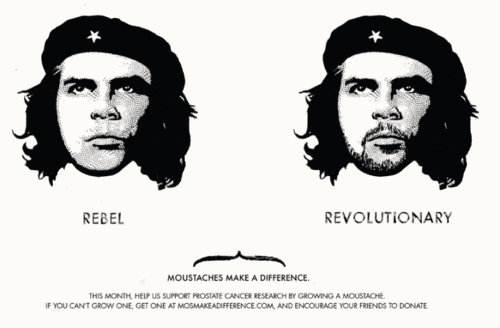 REBEL
REVOLUTIONARY
MOUSTACHES MAKE A DIFFERENCE.
THIS MONTH, HELP US SUPPORT PROSTATE CANCER RESEARCH BY GROWING A MOUSTACHE.
IF YOU CAN'T GROW ONE, GET ONE AT MOSMAKEADIFFERENCE.COM, AND ENCOURAGE YOUR FRIENDS TO DONATE.